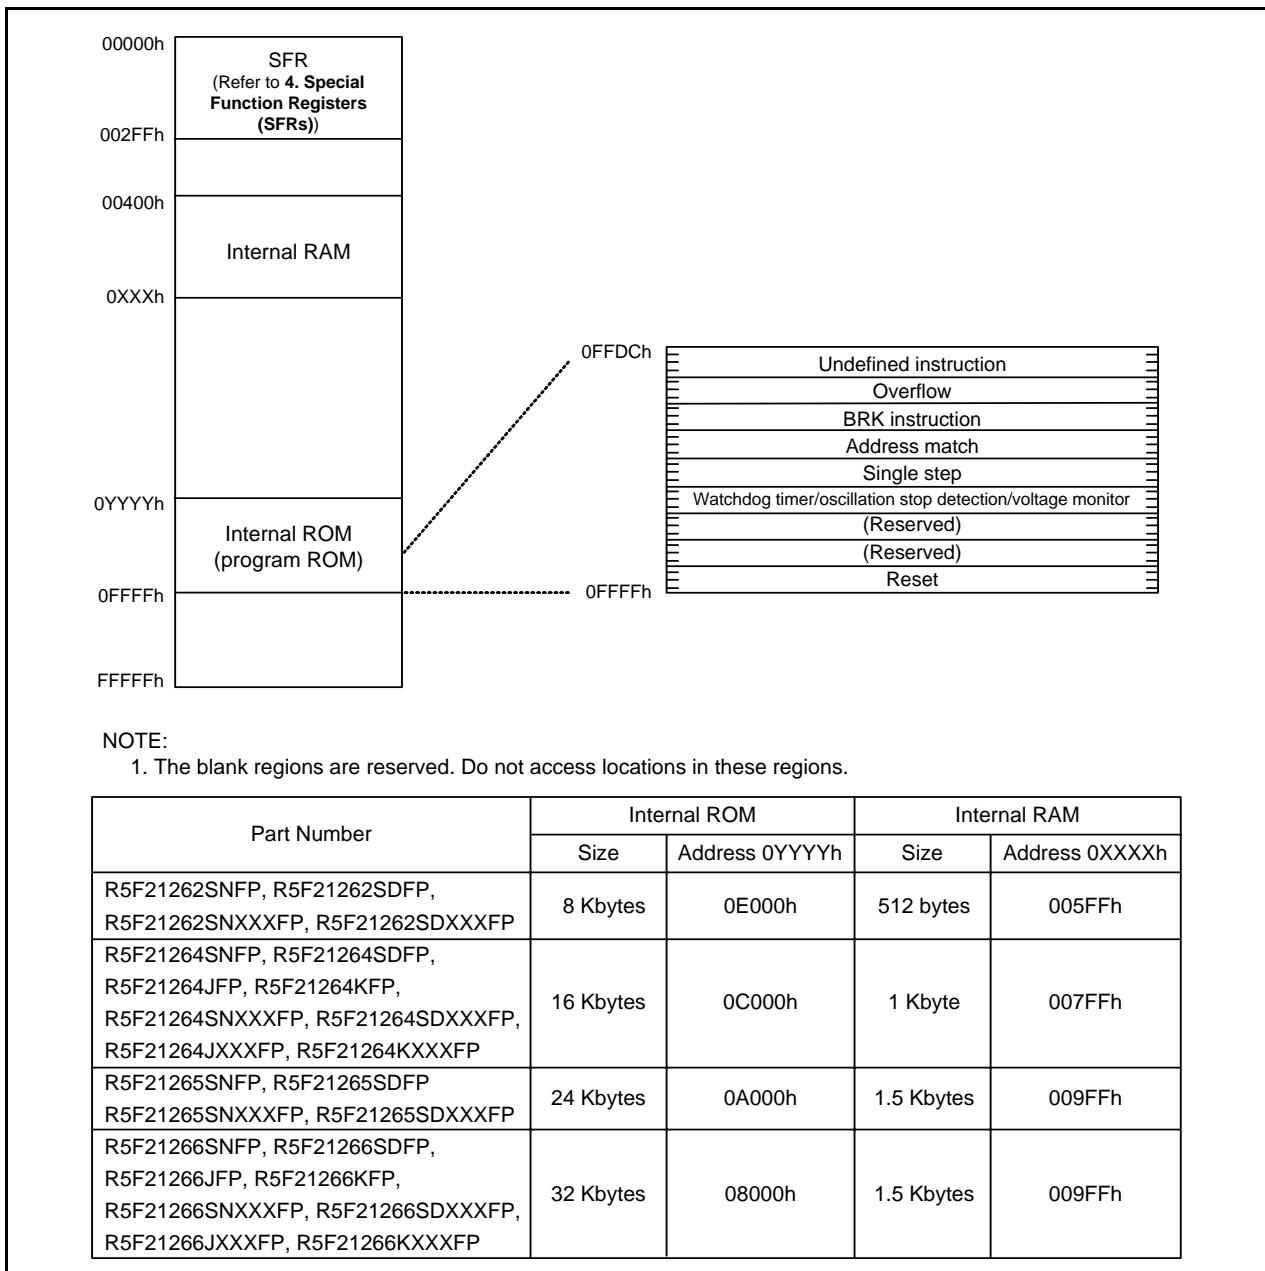 00000h
SFR
(Refer to 4. Special
Function Registers
(SFRs))
002FFh
00400h
Internal RAM
0XXXh
0YYYYh
Internal ROM
(program ROM)
0FFFFh
FFFFFh
0FFDCh
Undefined instruction
Overflow
BRK instruction
Address match
Single step
Watchdog timer/oscillation stop detection/voltage monitor
(Reserved)
(Reserved)
Reset
0FFFFh
NOTE:
1. The blank regions are reserved. Do not access locations in these regions.
Part Number
Internal ROM
Internal RAM
Size
Address 0YYYYh
Size
Address 0XXXXh
R5F21262SNFP, R5F21262SDFP,
R5F21262SNXXXFP, R5F21262SDXXXFP
8 Kbytes
0E000h
512 bytes
005FFh
R5F21264SNFP, R5F21264SDFP,
R5F21264JFP, R5F21264KFP,
R5F21264SNXXXFP, R5F21264SDXXXFP,
R5F21264JXXXFP, R5F21264KXXXFP
16 Kbytes
0C000h
1 Kbyte
007FFh
R5F21265SNFP, R5F21265SDFP
R5F21265SNXXXFP, R5F21265SDXXXFP
24 Kbytes
0A000h
1.5 Kbytes
009FFh
R5F21266SNFP, R5F21266SDFP,
R5F21266JFP, R5F21266KFP,
R5F21266SNXXXFP, R5F21266SDXXXFP,
R5F21266JXXXFP, R5F21266KXXXFP
32 Kbytes
08000h
1.5 Kbytes
009FFh